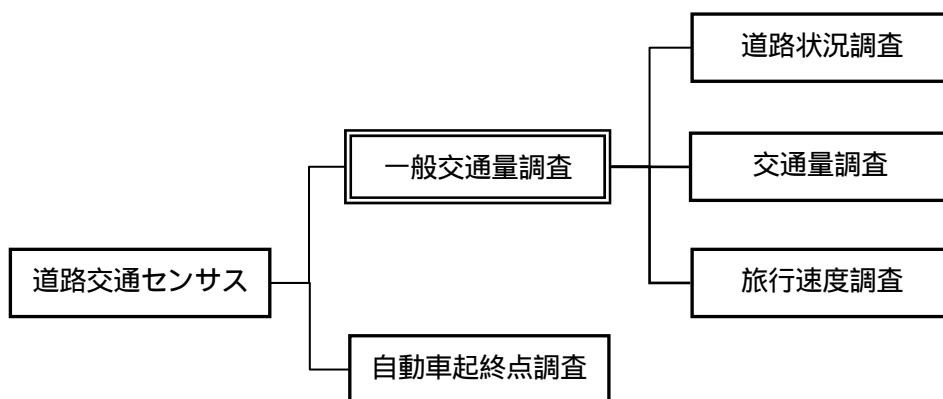 道路状況調査
一般交通量調査
交通量調査
道路交通センサス
旅行速度調査
自動車起終点調査